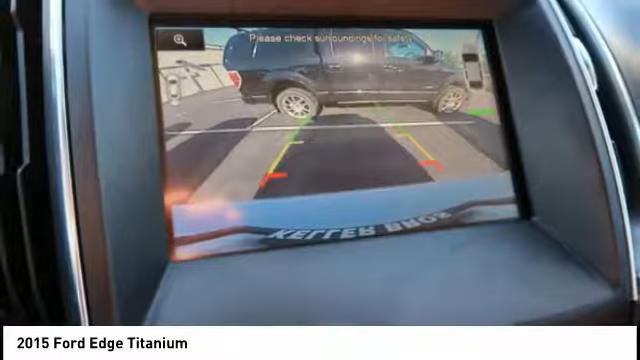 Please check surroundings for safety
KELLER BROS
2015 Ford Edge Titanium